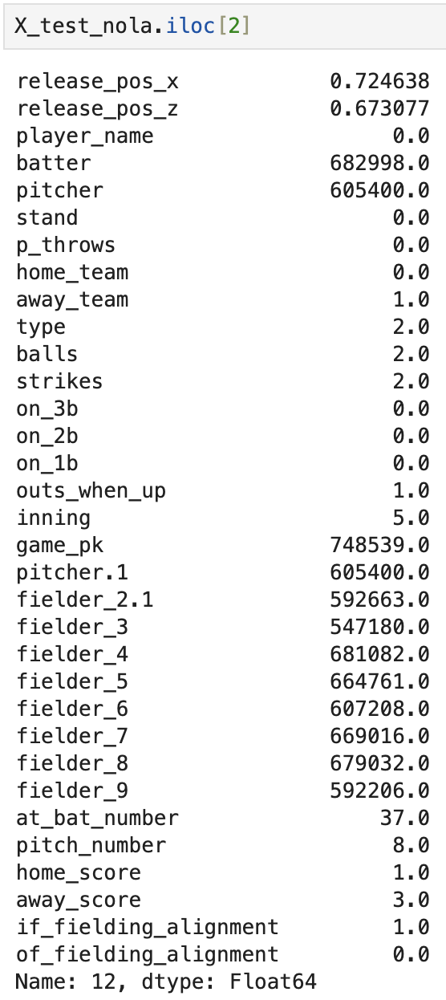 X_test_nola.iloc[2]
release_pos_x 0.724638
release_pos_z 0.673077
player_name 0.0
batter 682998.0
pitcher 605400.0
stand 0.0
p_throws 0.0
home_team 0.0
away_team 1.0
type 2.0
balls 2.0
strikes 2.0
on_3b 0.0
on_2b 0.0
on_1b 0.0
outs_when_up 1.0
inning 5.0
game_pk 748539.0
pitcher.1 605400.0
fielder_2.1 592663.0
fielder_3 547180.0
fielder_4 681082.0
fielder_5 664761.0
fielder_6 607208.0
fielder_7 669016.0
fielder_8 679032.0
fielder_9 592206.0
at_bat_number 37.0
pitch_number 8.0
home_score 1.0
away_score 3.0
if_fielding_alignment 1.0
of_fielding_alignment 0.0
Name: 12, dtype: Float64